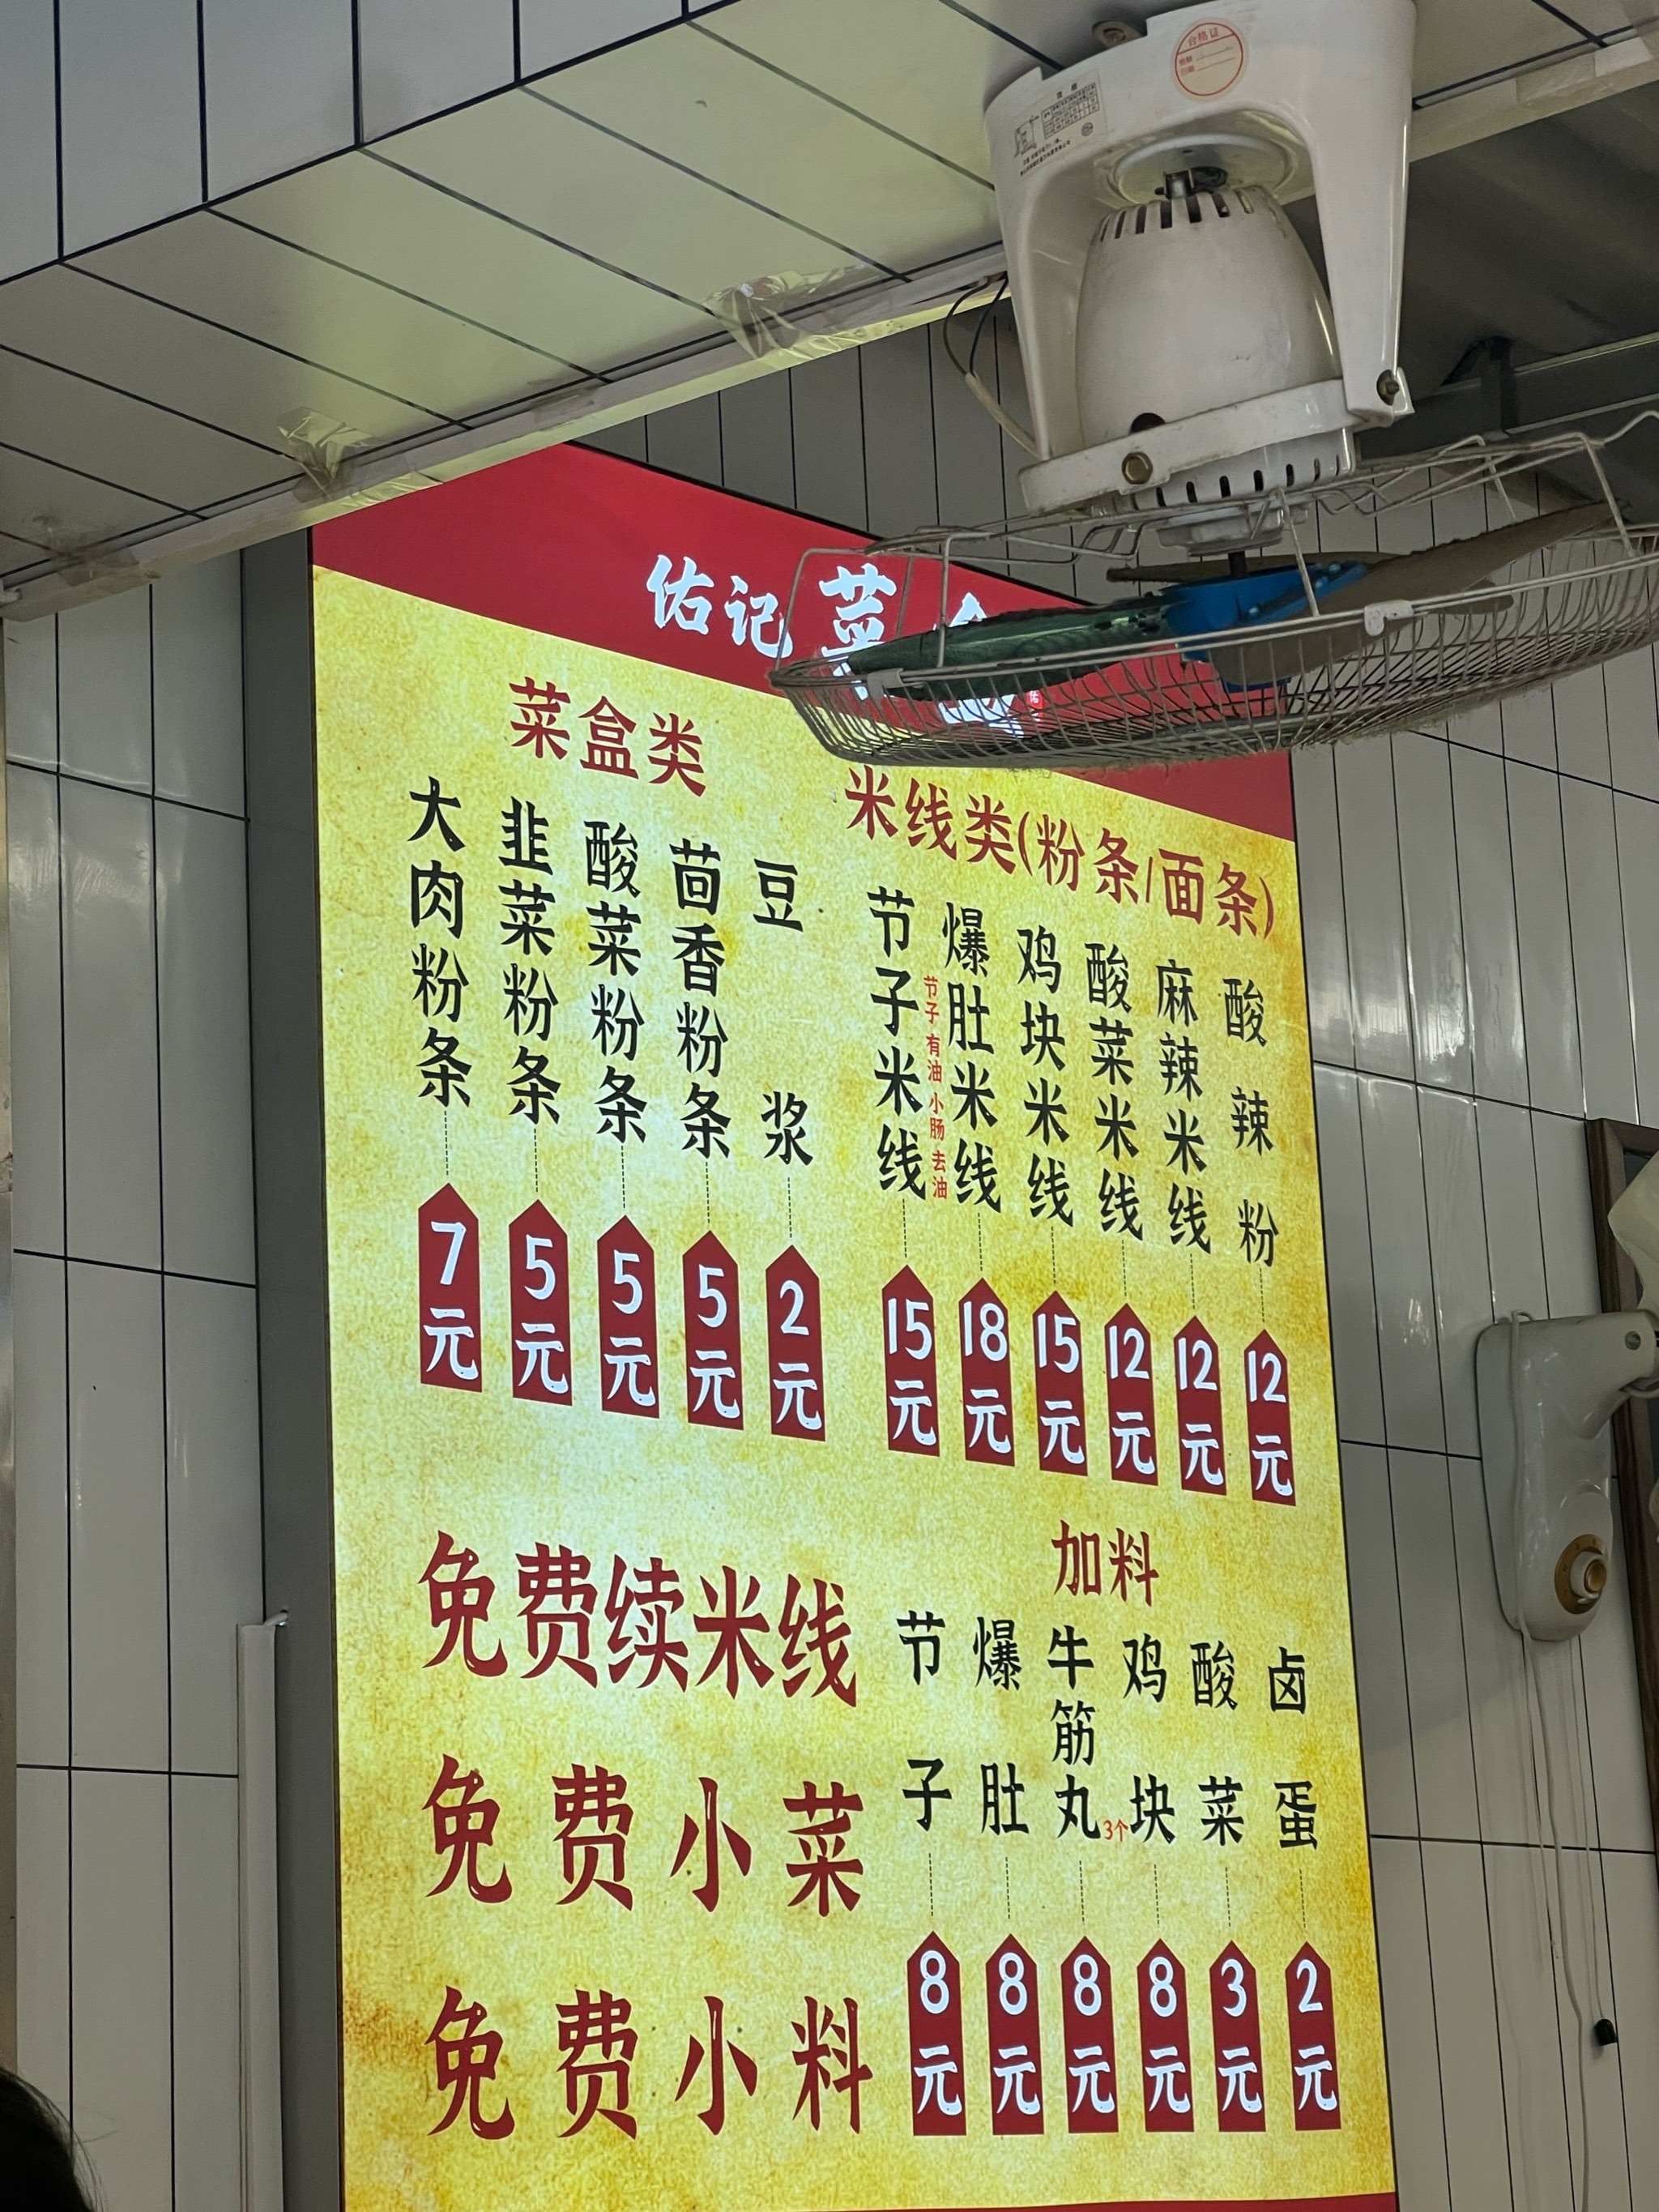 合格证
佑记 菜
菜盒类
大肉粉条 7元
韭菜粉条 5元
酸菜粉条 5元
茴香粉条 5元
豆浆 2元
米线类(粉条/面条)
节子米线 15元
节子 有油 小肠 去油
爆肚米线 18元
鸡块米线 15元
酸菜米线 12元
麻辣米线 12元
酸辣粉 12元
免费续米线
免费小菜
免费小料
加料
节子 8元
爆肚 8元
牛筋丸 3个 8元
鸡块 8元
酸菜 3元
卤蛋 2元